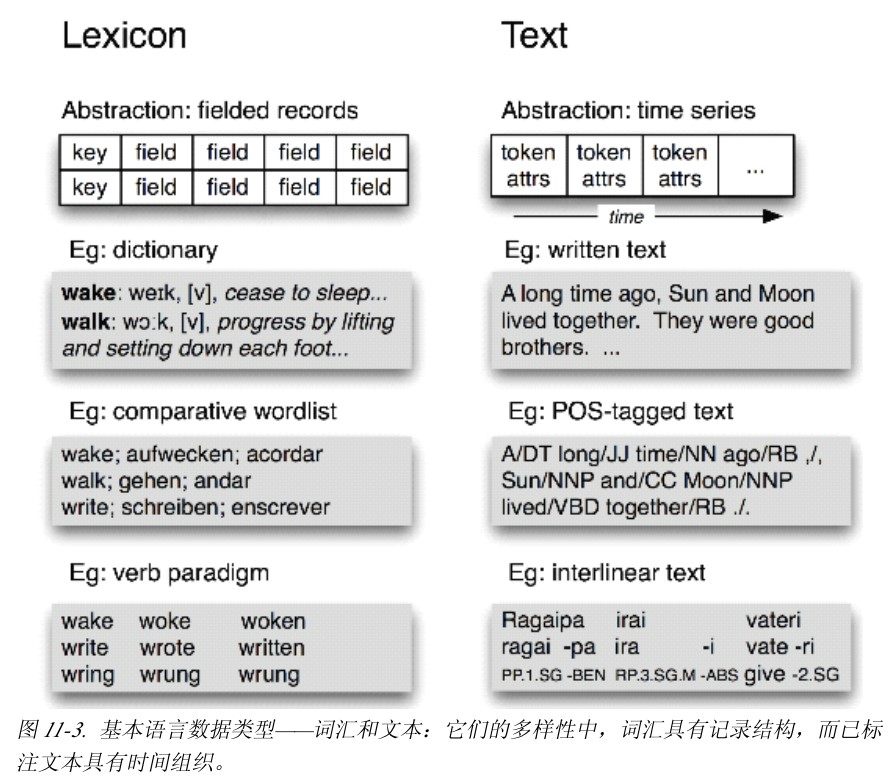 Lexicon
Abstraction: fielded records
key field field field field
key field field field field
Eg: dictionary
wake: weɪk, [v], cease to sleep...
walk: wɔːk, [v], progress by lifting
and setting down each foot...
Eg: comparative wordlist
wake; aufwecken; acordar
walk; gehen; andar
write; schreiben; enscrever
Eg: verb paradigm
wake woke woken
write wrote written
wring wrung wrung
Text
Abstraction: time series
token token token ...
attrs attrs attrs
time
Eg: written text
A long time ago, Sun and Moon
lived together. They were good
brothers. ...
Eg: POS-tagged text
A/DT long/JJ time/NN ago/RB ,/,
Sun/NNP and/CC Moon/NNP
lived/VBD together/RB ./.
Eg: interlinear text
Ragaipa irai vateri
ragai -pa ira -i vate -ri
PP.1.SG -BEN RP.3.SG.M -ABS give -2.SG
图 11-3. 基本语言数据类型——词汇和文本：它们的多样性中，词汇具有记录结构，而已标
注文本具有时间组织。